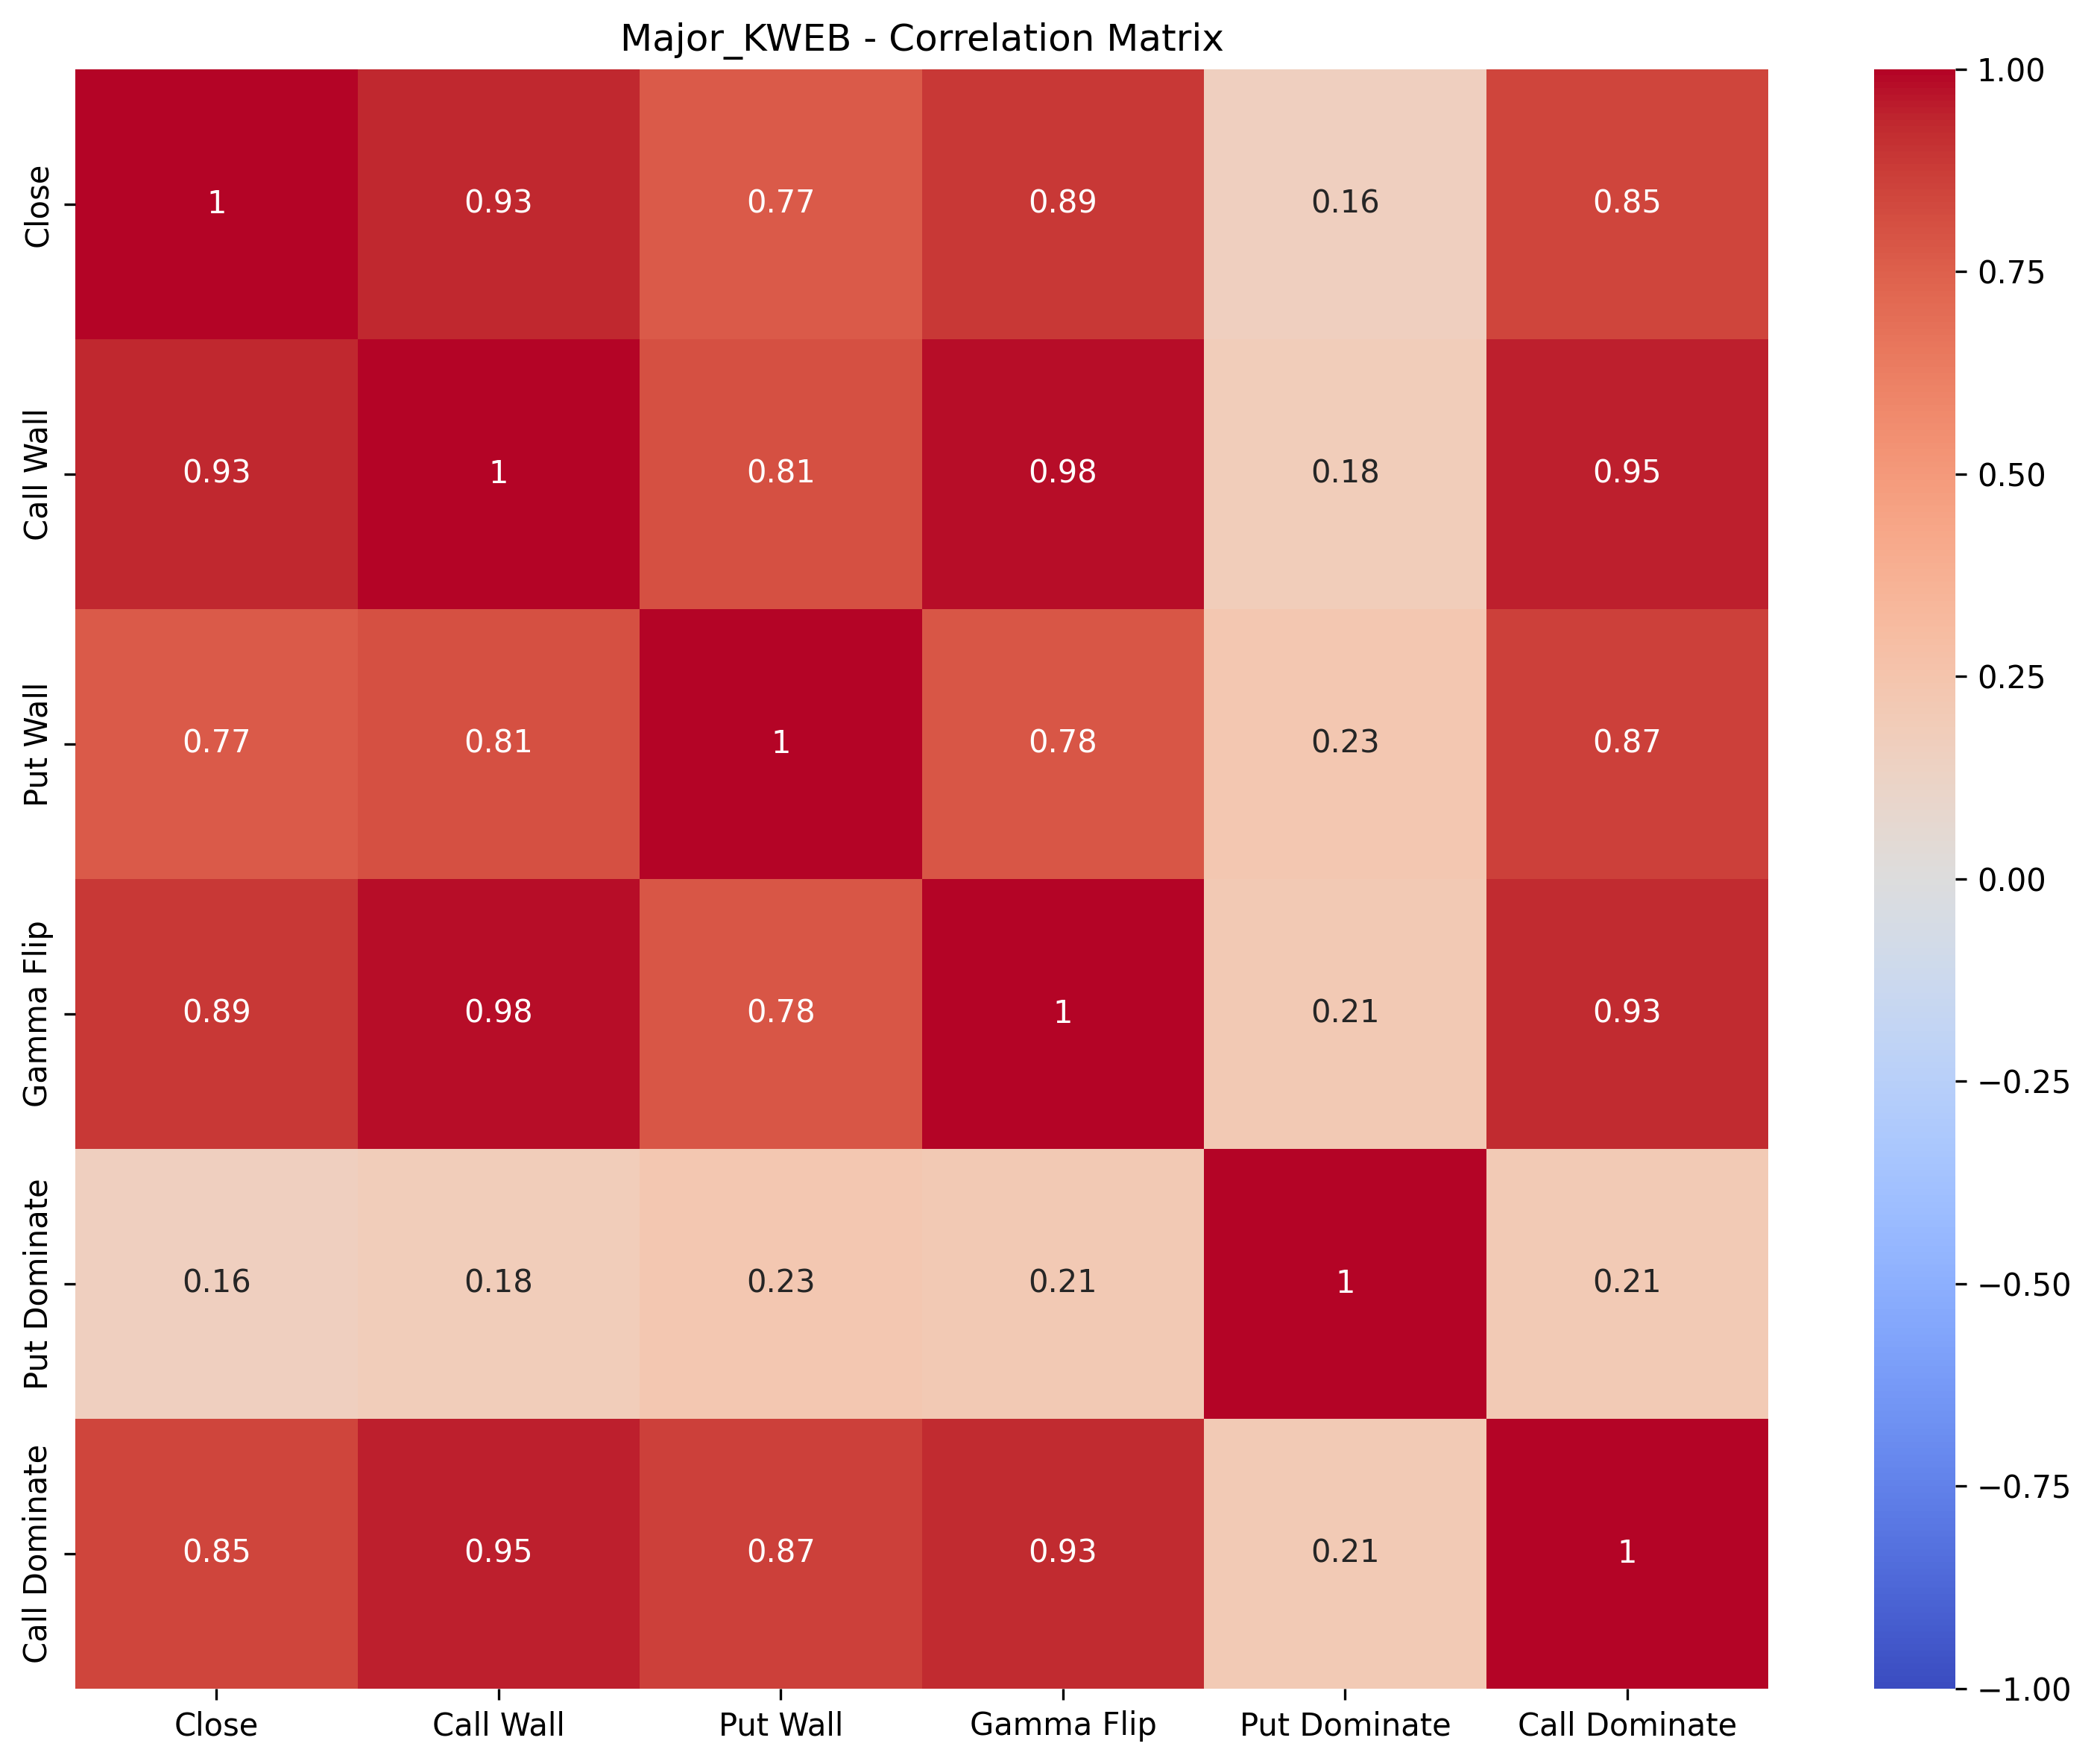 Major_KWEB - Correlation Matrix
Close 1 0.93 0.77 0.89 0.16 0.85
Call Wall 0.93 1 0.81 0.98 0.18 0.95
Put Wall 0.77 0.81 1 0.78 0.23 0.87
Gamma Flip 0.89 0.98 0.78 1 0.21 0.93
Put Dominate 0.16 0.18 0.23 0.21 1 0.21
Call Dominate 0.85 0.95 0.87 0.93 0.21 1
Close Call Wall Put Wall Gamma Flip Put Dominate Call Dominate
1.00
0.75
0.50
0.25
0.00
−0.25
−0.50
−0.75
−1.00